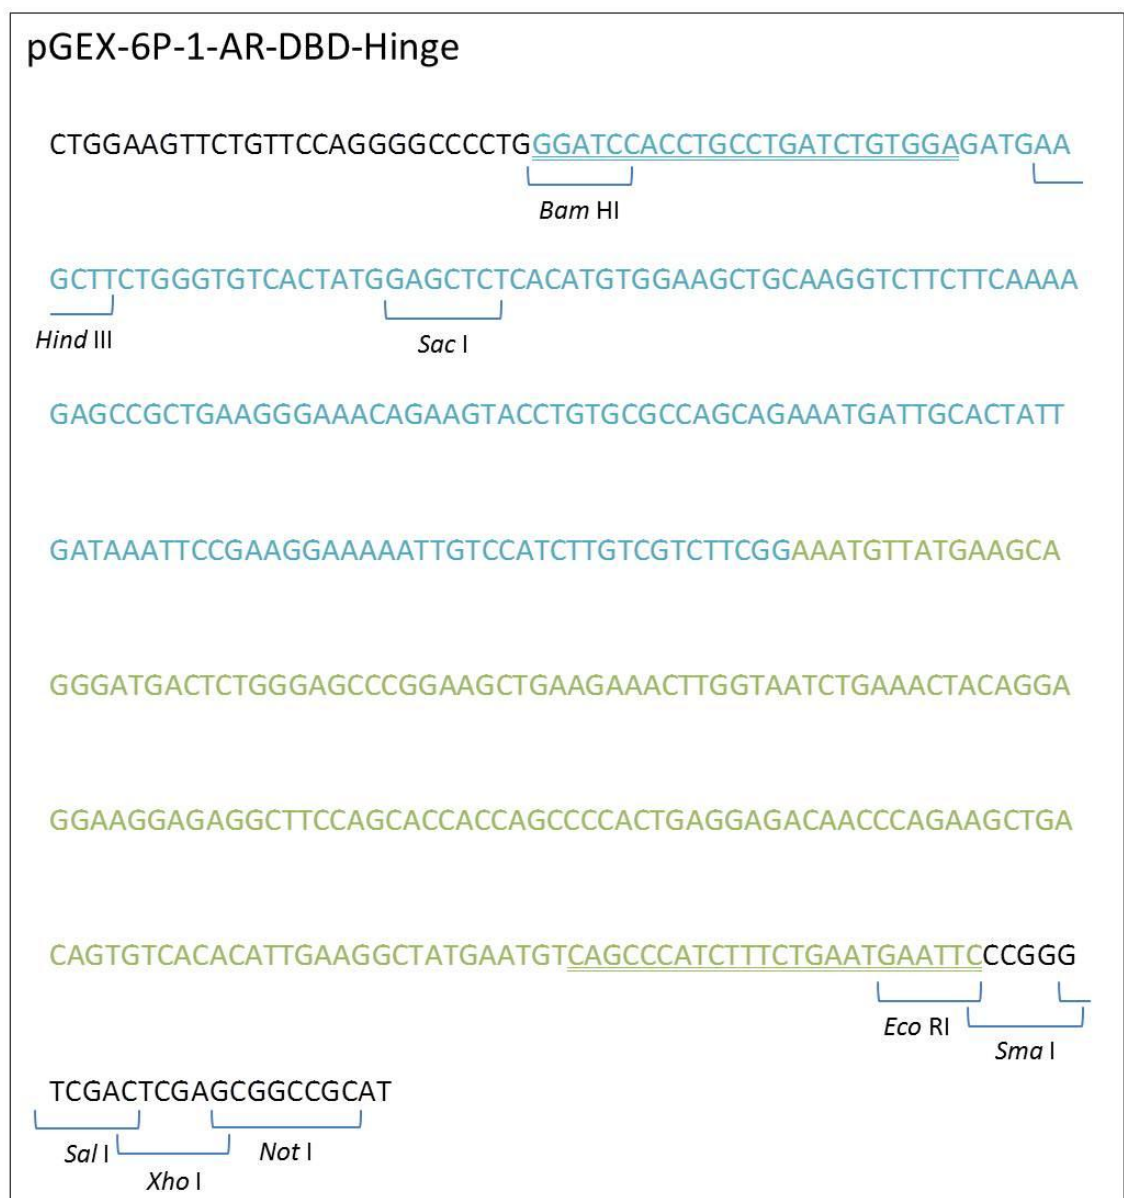 pGEX-6P-1-AR-DBD-Hinge
CTGGAAGTTCTGTTCCAGGGGCCCCTGGGATCCACCTGCCTGATCTGTGGAGATGAA
Bam HI
GCTTCTGGGTGTCACTATGGAGCTCTCACATGTGGAAGCTGCAAGGTCTTCTTCAAAA
Hind III
Sac I
GAGCCGCTGAAGGGAAACAGAAGTACCTGTGCGCCAGCAGAAATGATTGCACTATT
GATAAATTCCGAAGGAAAAATTGTCCATCTTGTCGTCTTCGGAAATGTTATGAAGCA
GGGATGACTCTGGGAGCCCGGAAGCTGAAGAAACTTGGTAATCTGAAACTACAGGA
GGAAGGAGAGGCTTCCAGCACCACCAGCCCCACTGAGGAGACAACCCAGAAGCTGA
CAGTGTCACACATTGAAGGCTATGAATGTCAGCCCATCTTTCTGAATGAATTCCCGGG
Eco RI
Sma I
TCGACTCGAGCGGCCGCAT
Sal I
Not I
Xho I